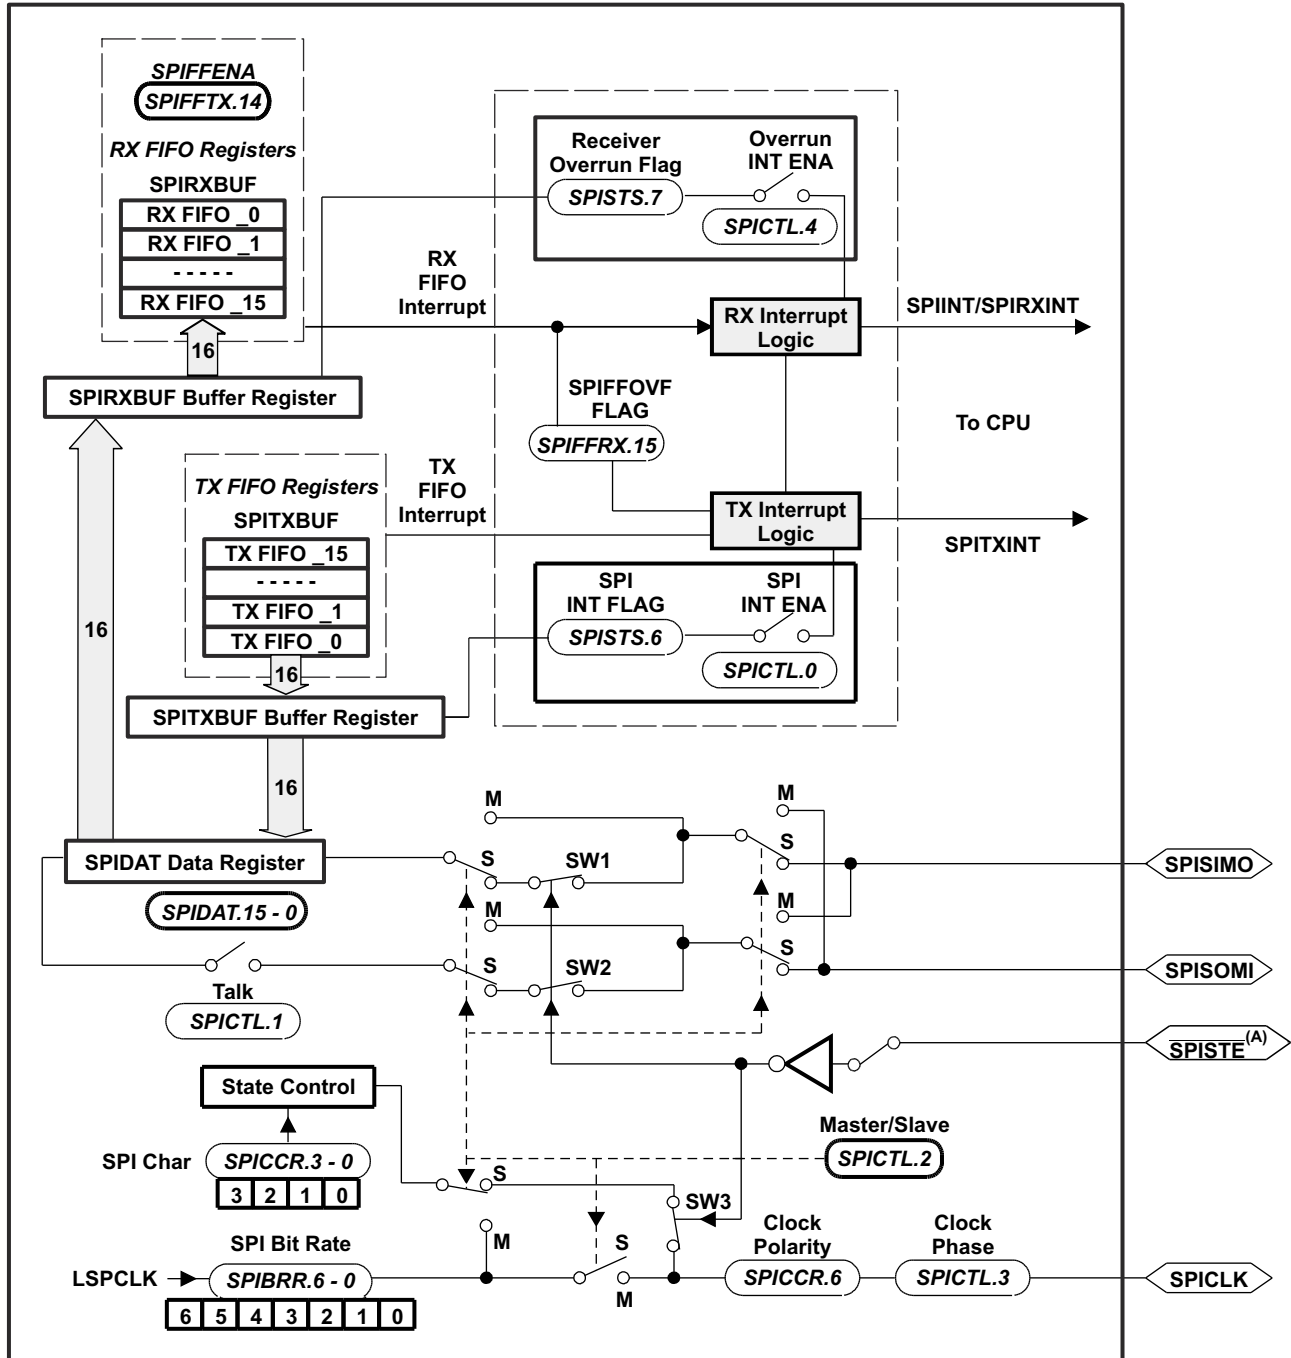 SPIFFENA
SPIFFTX.14
RX FIFO Registers
SPIRXBUF
RX FIFO _0
RX FIFO _1
- - - - -
RX FIFO _15
16
SPIRXBUF Buffer Register
RX
FIFO
Interrupt
Receiver
Overrun Flag
SPISTS.7
Overrun
INT ENA
SPICTL.4
RX Interrupt
Logic
SPIINT/SPIRXINT
SPIFFOVF
FLAG
SPIFFRX.15
To CPU
TX FIFO Registers
SPITXBUF
TX FIFO _15
- - - - -
TX FIFO _1
TX FIFO _0
16
16
TX
FIFO
Interrupt
TX Interrupt
Logic
SPITXINT
SPI
INT FLAG
SPISTS.6
SPI
INT ENA
SPICTL.0
SPITXBUF Buffer Register
16
SPIDAT Data Register
SPIDAT.15 - 0
M
S
SW1
M
S
SPISIMO
M
S
SW2
M
S
SPISOMI
Talk
SPICTL.1
SPISTE(A)
State Control
Master/Slave
SPICTL.2
SPI Char
SPICCR.3 - 0
3 2 1 0
S
M
SW3
SPI Bit Rate
LSPCLK
SPIBRR.6 - 0
6 5 4 3 2 1 0
S
M
Clock
Polarity
SPICCR.6
Clock
Phase
SPICTL.3
SPICLK